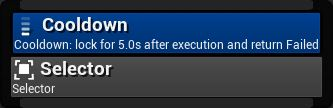 Cooldown
Cooldown: lock for 5.0s after execution and return Failed
Selector
Selector